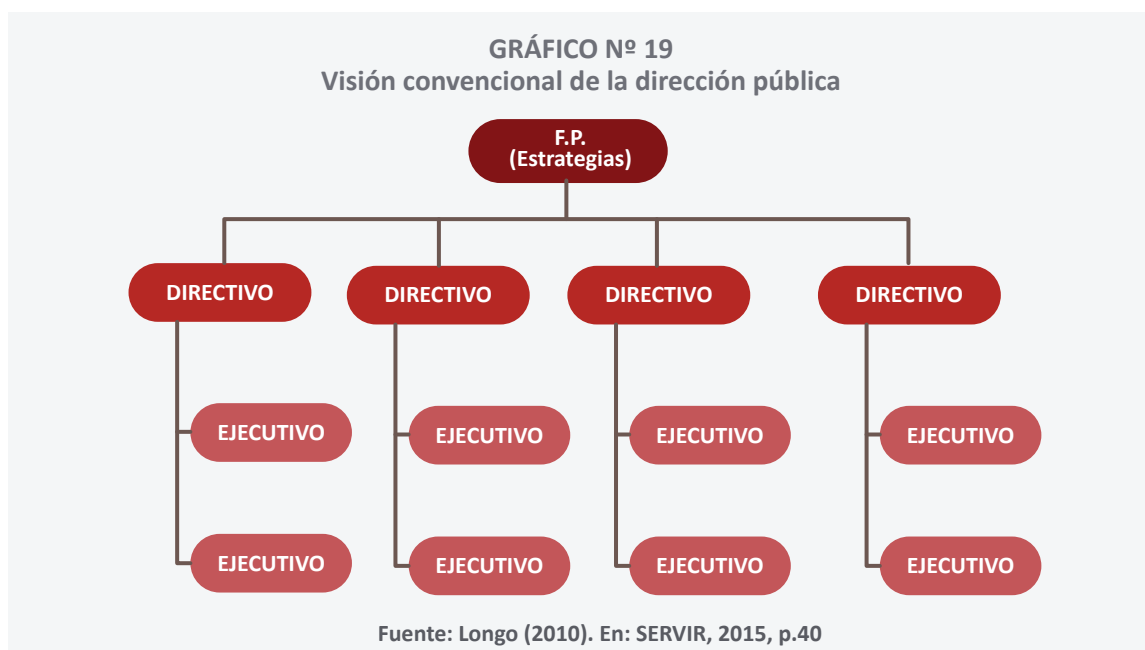 GRÁFICO Nº 19
Visión convencional de la dirección pública
F.P.
(Estrategias)
DIRECTIVO
DIRECTIVO
DIRECTIVO
DIRECTIVO
EJECUTIVO
EJECUTIVO
EJECUTIVO
EJECUTIVO
EJECUTIVO
EJECUTIVO
EJECUTIVO
EJECUTIVO
Fuente: Longo (2010). En: SERVIR, 2015, p.40